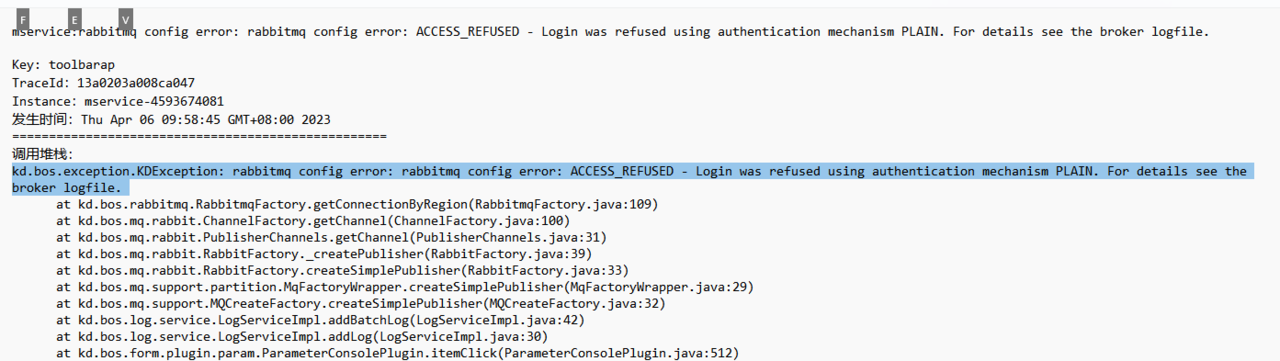 F E V
mservice:rabbitmq config error: rabbitmq config error: ACCESS_REFUSED - Login was refused using authentication mechanism PLAIN. For details see the broker logfile.
Key: toolbarap
TraceId: 13a0203a008ca047
Instance: mservice-4593674081
发生时间: Thu Apr 06 09:58:45 GMT+08:00 2023
===================================================
调用堆栈:
kd.bos.exception.KDException: rabbitmq config error: rabbitmq config error: ACCESS_REFUSED - Login was refused using authentication mechanism PLAIN. For details see the
broker logfile.
at kd.bos.rabbitmq.RabbitmqFactory.getConnectionByRegion(RabbitmqFactory.java:109)
at kd.bos.mq.rabbit.ChannelFactory.getChannel(ChannelFactory.java:100)
at kd.bos.mq.rabbit.PublisherChannels.getChannel(PublisherChannels.java:31)
at kd.bos.mq.rabbit.RabbitFactory._createPublisher(RabbitFactory.java:39)
at kd.bos.mq.rabbit.RabbitFactory.createSimplePublisher(RabbitFactory.java:33)
at kd.bos.mq.support.partition.MqFactoryWrapper.createSimplePublisher(MqFactoryWrapper.java:29)
at kd.bos.mq.support.MQCreateFactory.createSimplePublisher(MQCreateFactory.java:32)
at kd.bos.log.service.LogServiceImpl.addBatchLog(LogServiceImpl.java:42)
at kd.bos.log.service.LogServiceImpl.addLog(LogServiceImpl.java:30)
at kd.bos.form.plugin.param.ParameterConsolePlugin.itemClick(ParameterConsolePlugin.java:512)